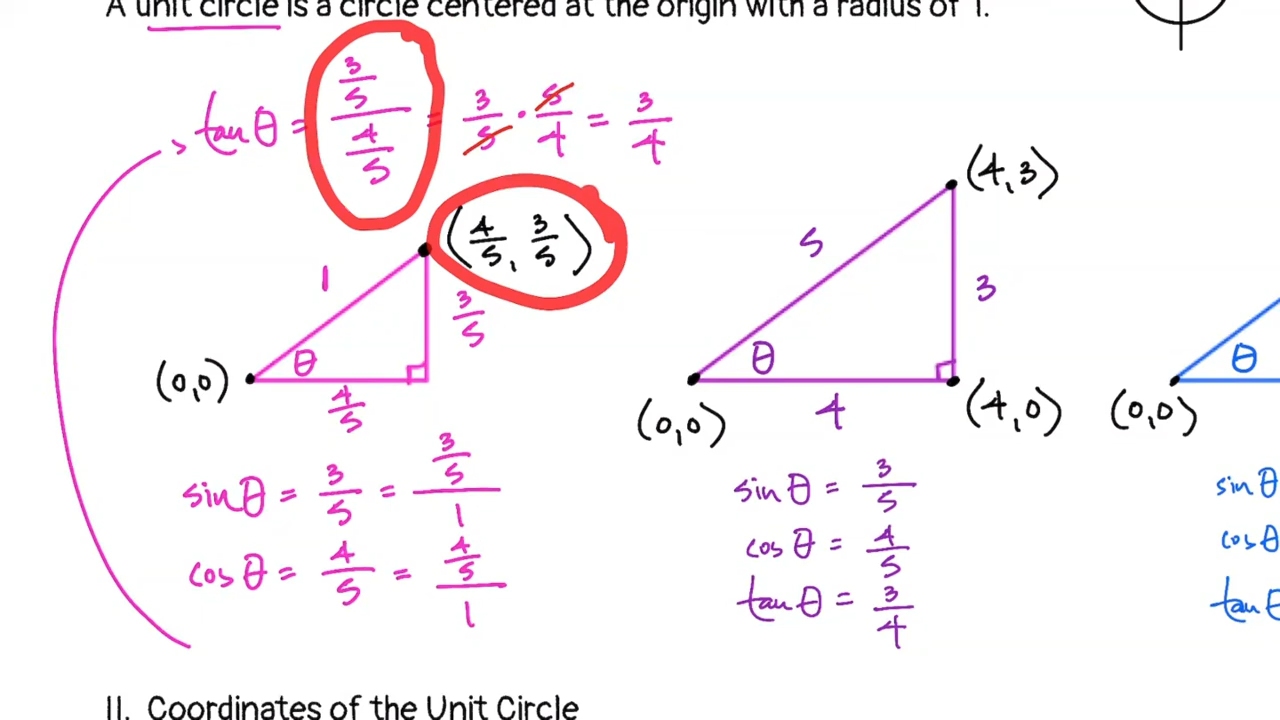 A unit circle is a circle centered at the origin with a radius of 1.
tan θ = (3/5)/(4/5) = 3/5 · 5/4 = 3/4
(4/5, 3/5)
1
3/5
θ
(0,0)
4/5
sin θ = 3/5 = (3/5)/1
cos θ = 4/5 = (4/5)/1
(4,3)
5
3
θ
(0,0)
4
(4,0)
sin θ = 3/5
cos θ = 4/5
tan θ = 3/4
θ
(0,0)
sin θ
cos θ
tan θ
II. Coordinates of the Unit Circle